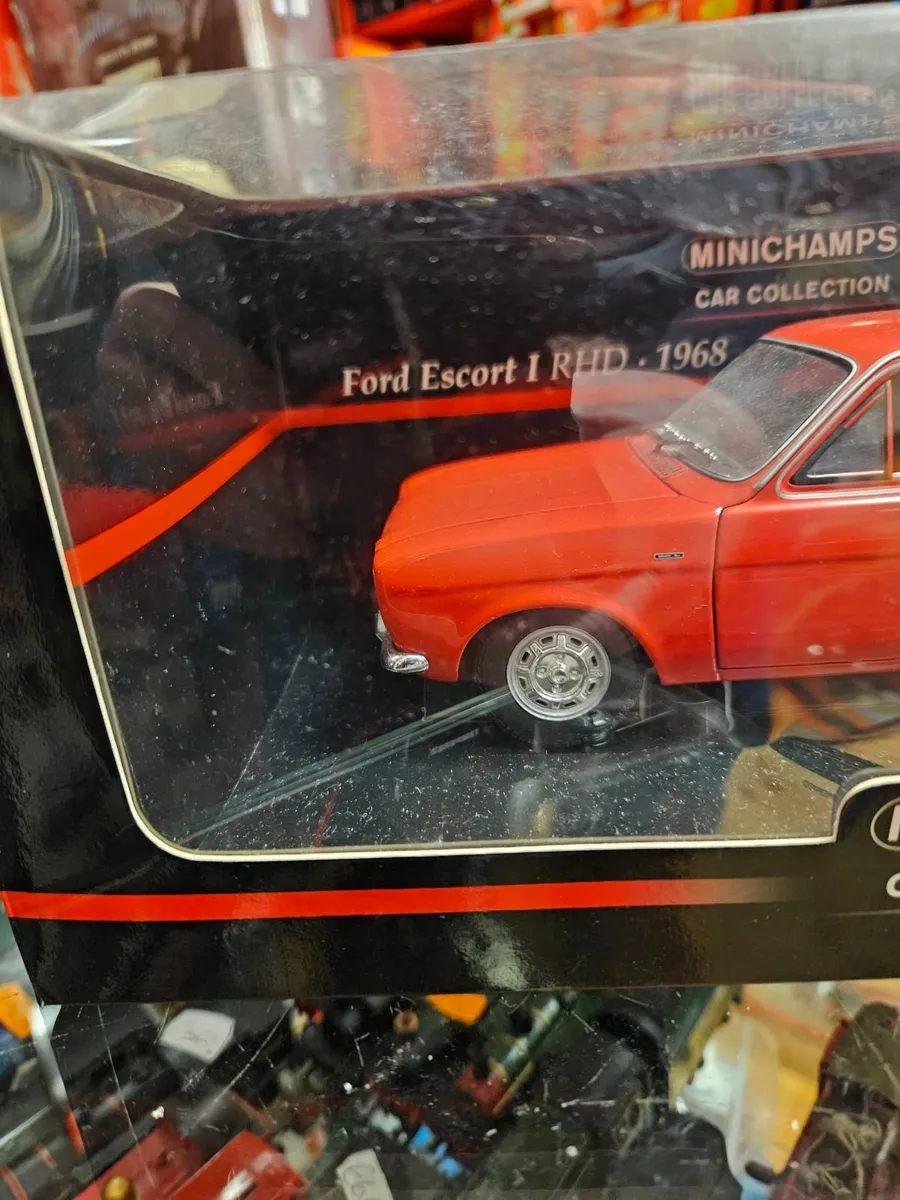 MINICHAMPS
CAR COLLECTION
Ford Escort I RHD · 1968